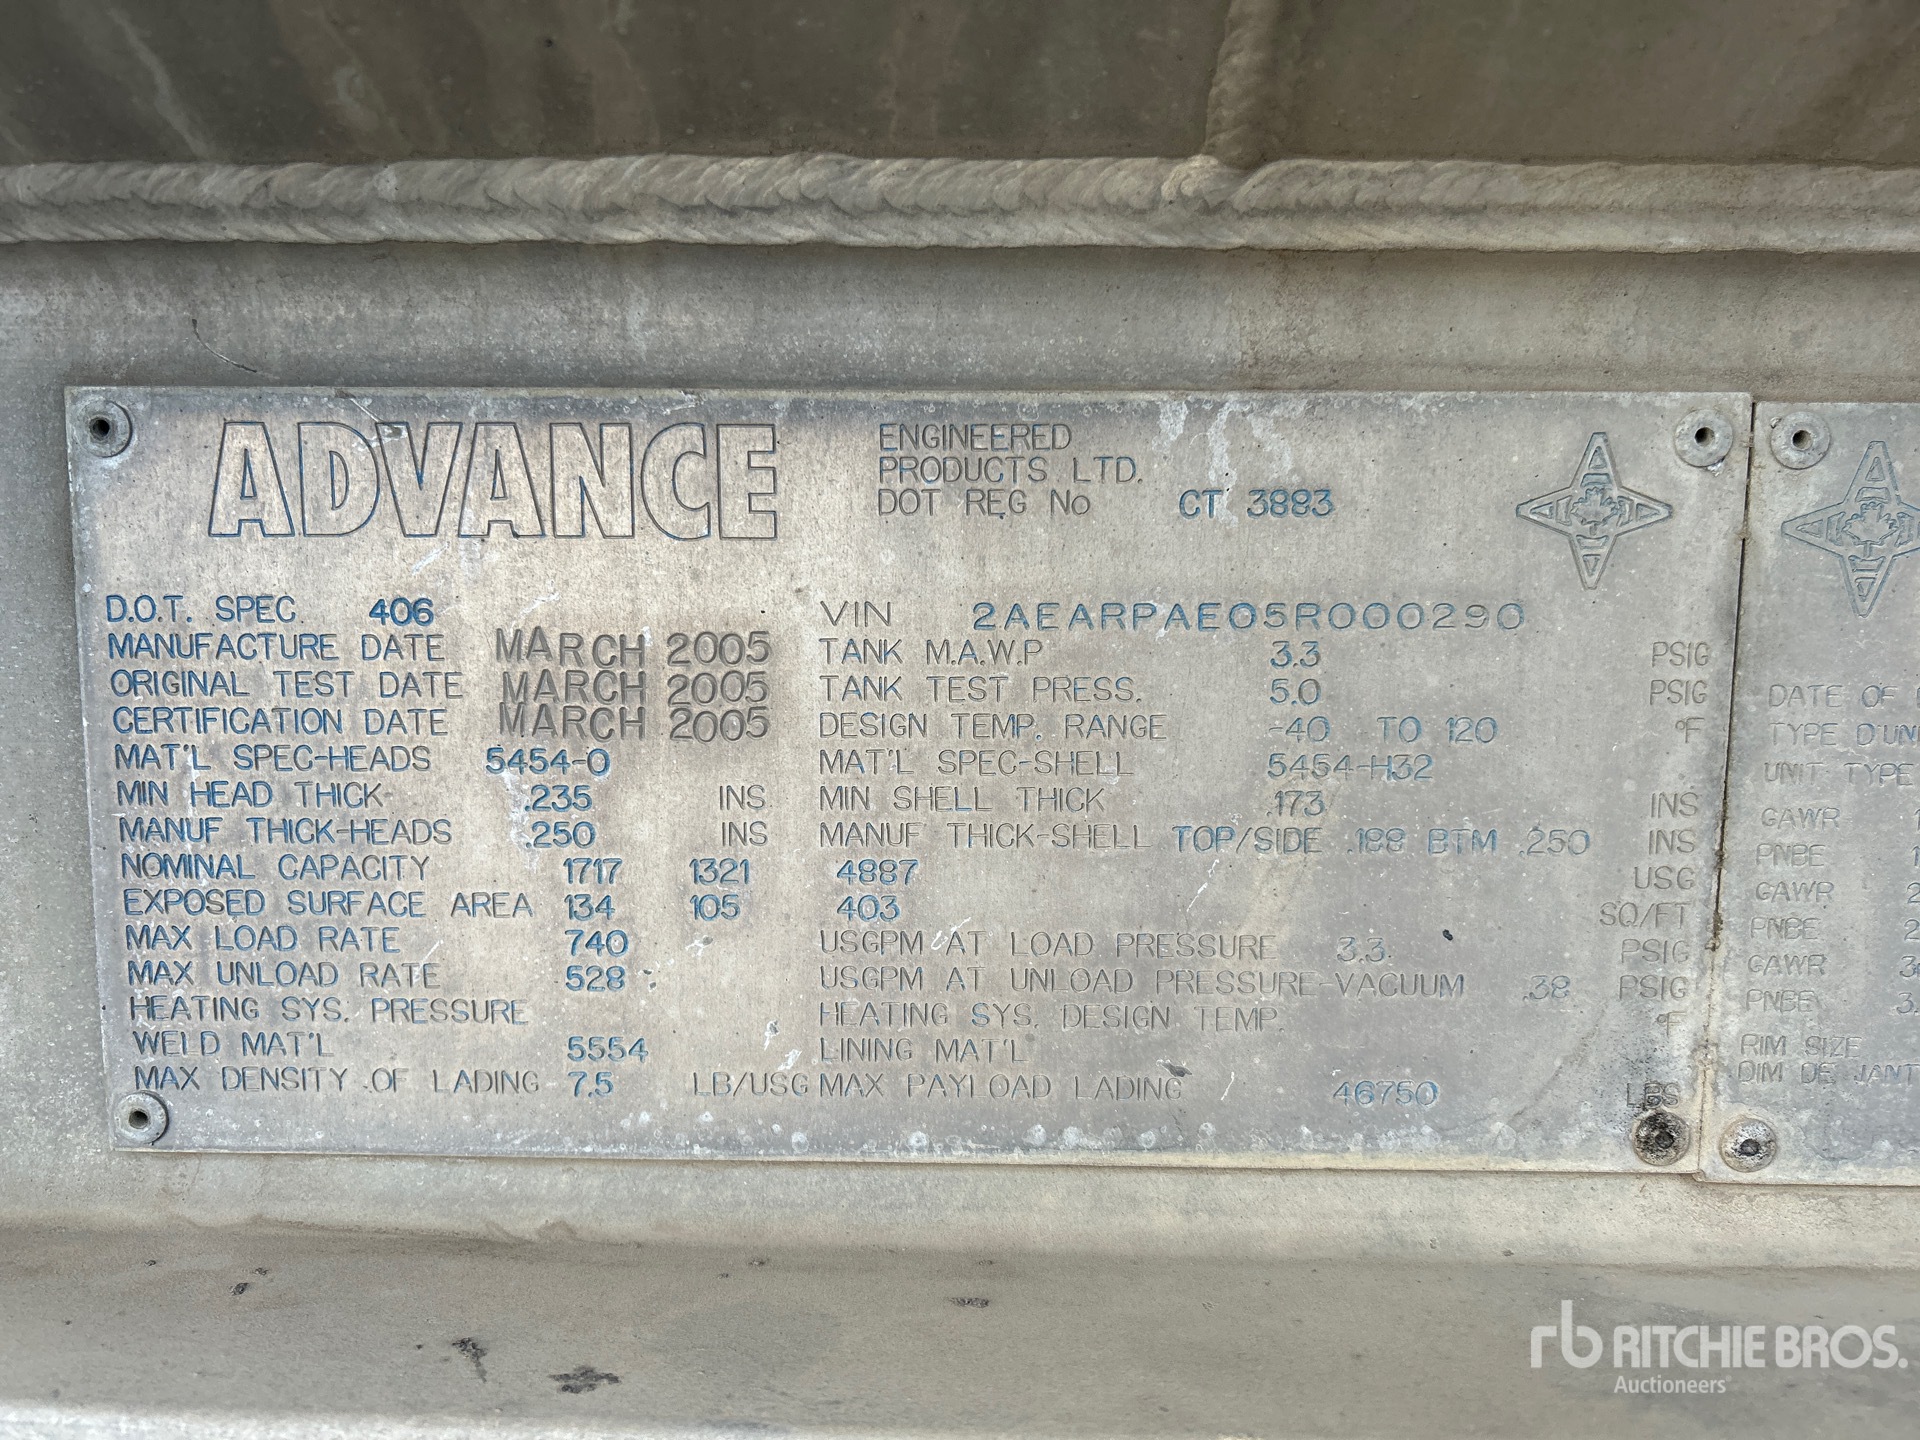 ADVANCE
ENGINEERED
PRODUCTS LTD.
DOT REG No CT 3883
D.O.T. SPEC. 406
VIN 2AEARPAE05R000290
MANUFACTURE DATE MARCH 2005
TANK M.A.W.P. 3.3 PSIG
ORIGINAL TEST DATE MARCH 2005
TANK TEST PRESS. 5.0 PSIG
CERTIFICATION DATE MARCH 2005
DESIGN TEMP. RANGE -40 TO 120 °F
MAT'L SPEC-HEADS 5454-0
MAT'L SPEC-SHELL 5454-H32
MIN HEAD THICK- .235 INS
MIN SHELL THICK .173 INS
MANUF THICK-HEADS .250 INS
MANUF THICK-SHELL TOP/SIDE .188 BTM .250 INS
NOMINAL CAPACITY 1717 1321 4887 USG
EXPOSED SURFACE AREA 134 105 403 SQ/FT
MAX LOAD RATE 740 USGPM AT LOAD PRESSURE 3.3 PSIG
MAX UNLOAD RATE 528 USGPM AT UNLOAD PRESSURE-VACUUM .38 PSIG
HEATING SYS. PRESSURE
HEATING SYS. DESIGN TEMP. °F
WELD MAT'L 5554
LINING MAT'L
MAX DENSITY OF LADING 7.5 LB/USG
MAX PAYLOAD LADING 46750 LBS
DATE OF
TYPE D'UNI
UNIT TYPE
GAWR
PNBE
GAWR 2
PNBE 2
GAWR 3
PNBE 3.
RIM SIZE
DIM DE JANT
rb RITCHIE BROS.
Auctioneers